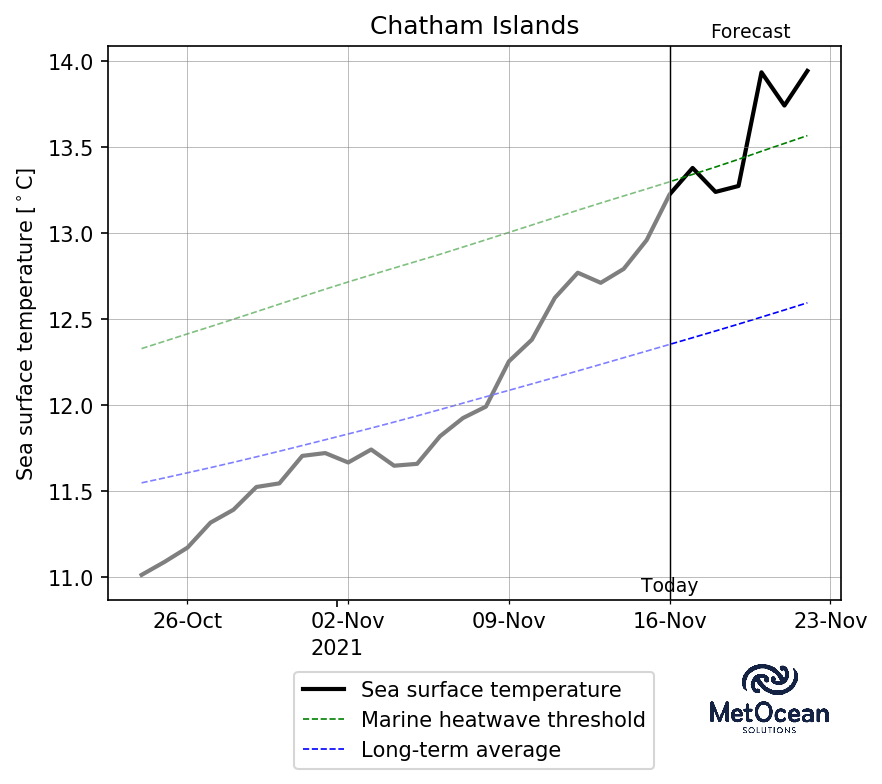 Chatham Islands
Forecast
Sea surface temperature [°C]
14.0
13.5
13.0
12.5
12.0
11.5
11.0
Today
26-Oct 02-Nov 09-Nov 16-Nov 23-Nov
2021
Sea surface temperature
Marine heatwave threshold
Long-term average
MetOcean
SOLUTIONS